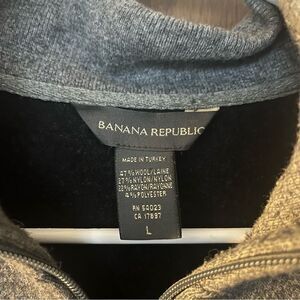 BANANA REPUBLIC
MADE IN TURKEY
47% WOOL/LAINE
27% NYLON/NYLON
22% RAYON/RAYONNE
4% POLYESTER
RN 54023
CA 17897
L